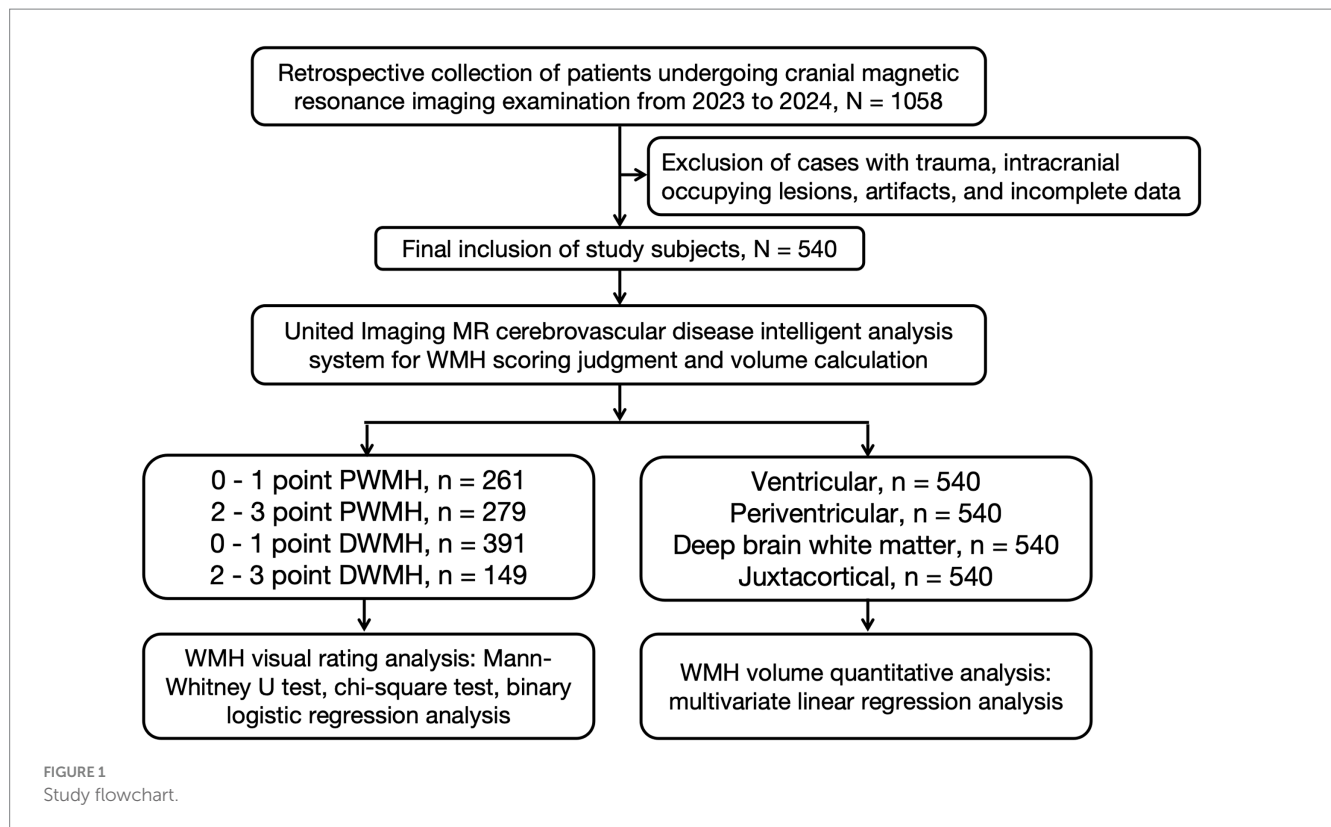 Retrospective collection of patients undergoing cranial magnetic
resonance imaging examination from 2023 to 2024, N = 1058
Exclusion of cases with trauma, intracranial
occupying lesions, artifacts, and incomplete data
Final inclusion of study subjects, N = 540
United Imaging MR cerebrovascular disease intelligent analysis
system for WMH scoring judgment and volume calculation
0 - 1 point PWMH, n = 261
2 - 3 point PWMH, n = 279
0 - 1 point DWMH, n = 391
2 - 3 point DWMH, n = 149
Ventricular, n = 540
Periventricular, n = 540
Deep brain white matter, n = 540
Juxtacortical, n = 540
WMH visual rating analysis: Mann-
Whitney U test, chi-square test, binary
logistic regression analysis
WMH volume quantitative analysis:
multivariate linear regression analysis
FIGURE 1
Study flowchart.